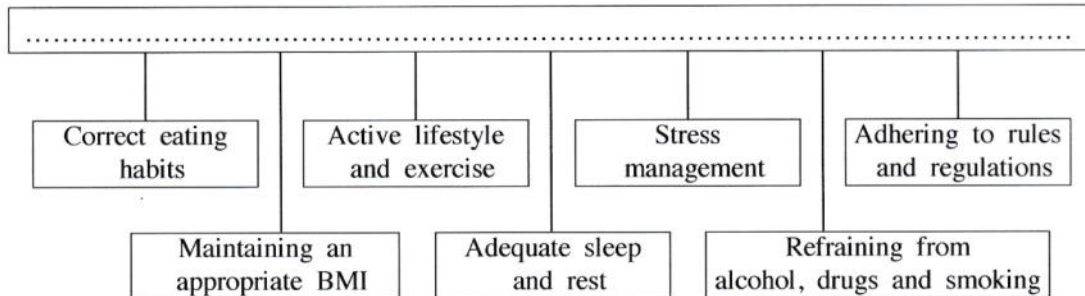 ........................................................................................................................
Correct eating
habits
Active lifestyle
and exercise
Stress
management
Adhering to rules
and regulations
Maintaining an
appropriate BMI
Adequate sleep
and rest
Refraining from
alcohol, drugs and smoking